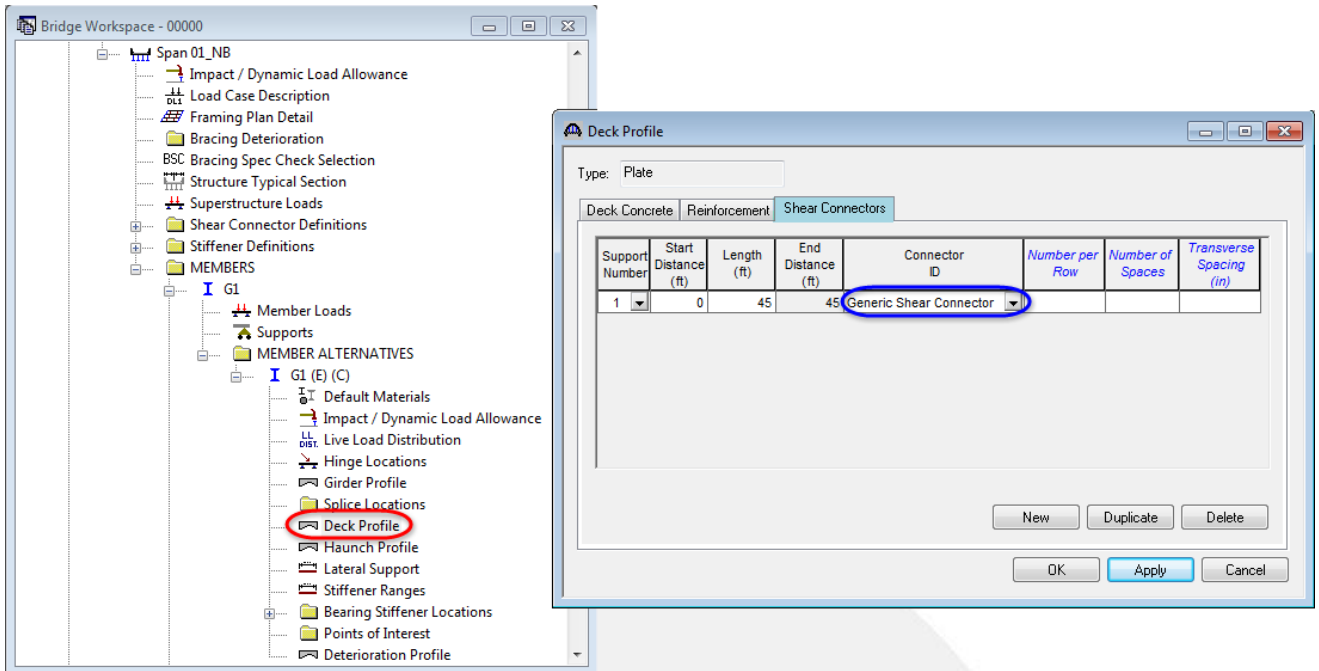 Bridge Workspace - 00000
Span 01_NB
Impact / Dynamic Load Allowance
DL1 Load Case Description
Framing Plan Detail
Bracing Deterioration
BSC Bracing Spec Check Selection
Structure Typical Section
Superstructure Loads
Shear Connector Definitions
Stiffener Definitions
MEMBERS
G1
Member Loads
Supports
MEMBER ALTERNATIVES
G1 (E) (C)
Default Materials
Impact / Dynamic Load Allowance
LL DIST. Live Load Distribution
Hinge Locations
Girder Profile
Splice Locations
Deck Profile
Haunch Profile
Lateral Support
Stiffener Ranges
Bearing Stiffener Locations
Points of Interest
Deterioration Profile
Deck Profile
Type: Plate
Deck Concrete Reinforcement Shear Connectors
Support Number
Start Distance (ft)
Length (ft)
End Distance (ft)
Connector ID
Number per Row
Number of Spaces
Transverse Spacing (in)
1 0 45 45 Generic Shear Connector
New Duplicate Delete
OK Apply Cancel